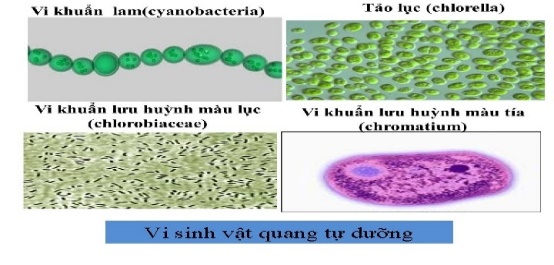 Vi khuẩn lam(cyanobacteria)
Tảo lục (chlorella)
Vi khuẩn lưu huỳnh màu lục
(chlorobiaceae)
Vi khuẩn lưu huỳnh màu tía
(chromatium)
Vi sinh vật quang tự dưỡng